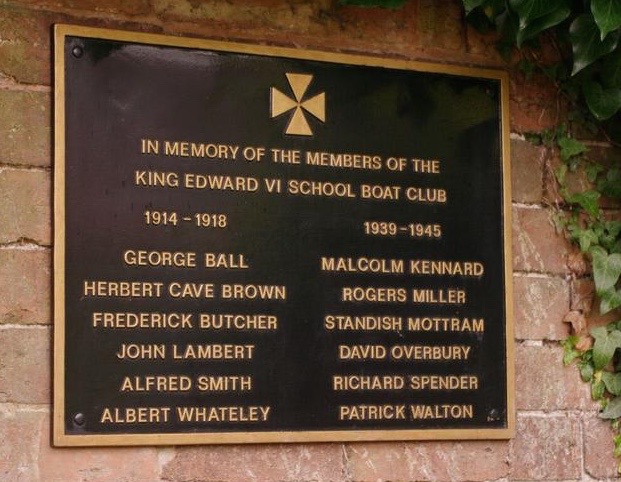 IN MEMORY OF THE MEMBERS OF THE
KING EDWARD VI SCHOOL BOAT CLUB
1914 - 1918
GEORGE BALL
HERBERT CAVE BROWN
FREDERICK BUTCHER
JOHN LAMBERT
ALFRED SMITH
ALBERT WHATELEY
1939 - 1945
MALCOLM KENNARD
ROGERS MILLER
STANDISH MOTTRAM
DAVID OVERBURY
RICHARD SPENDER
PATRICK WALTON